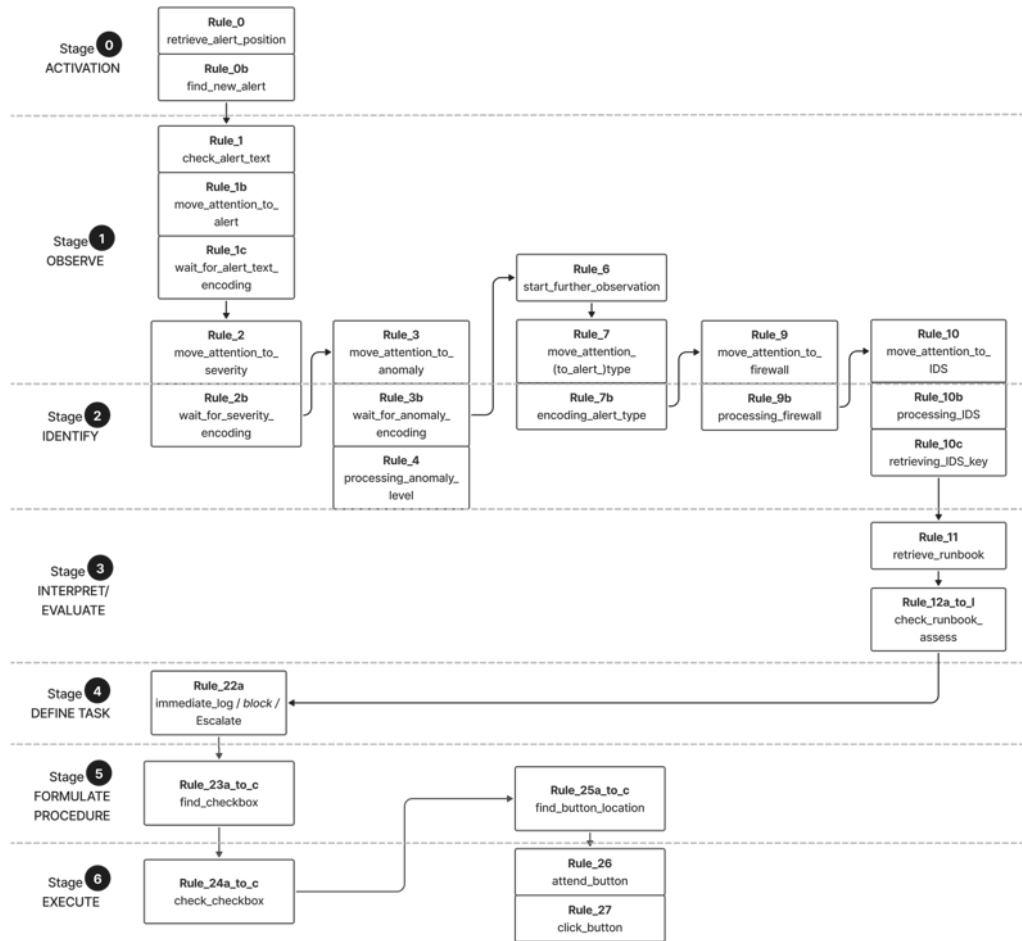 Stage 0
ACTIVATION
Rule_0
retrieve_alert_position
Rule_0b
find_new_alert
Stage 1
OBSERVE
Rule_1
check_alert_text
Rule_1b
move_attention_to_
alert
Rule_1c
wait_for_alert_text_
encoding
Rule_2
move_attention_to_
severity
Rule_3
move_attention_to_
anomaly
Rule_6
start_further_observation
Rule_7
move_attention_
(to_alert_)type
Rule_9
move_attention_to_
firewall
Rule_10
move_attention_to_
IDS
Stage 2
IDENTIFY
Rule_2b
wait_for_severity_
encoding
Rule_3b
wait_for_anomaly_
encoding
Rule_4
processing_anomaly_
level
Rule_7b
encoding_alert_type
Rule_9b
processing_firewall
Rule_10b
processing_IDS
Rule_10c
retrieving_IDS_key
Stage 3
INTERPRET/
EVALUATE
Rule_11
retrieve_runbook
Rule_12a_to_l
check_runbook_
assess
Stage 4
DEFINE TASK
Rule_22a
immediate_log / block /
Escalate
Stage 5
FORMULATE
PROCEDURE
Rule_23a_to_c
find_checkbox
Rule_25a_to_c
find_button_location
Stage 6
EXECUTE
Rule_24a_to_c
check_checkbox
Rule_26
attend_button
Rule_27
click_button